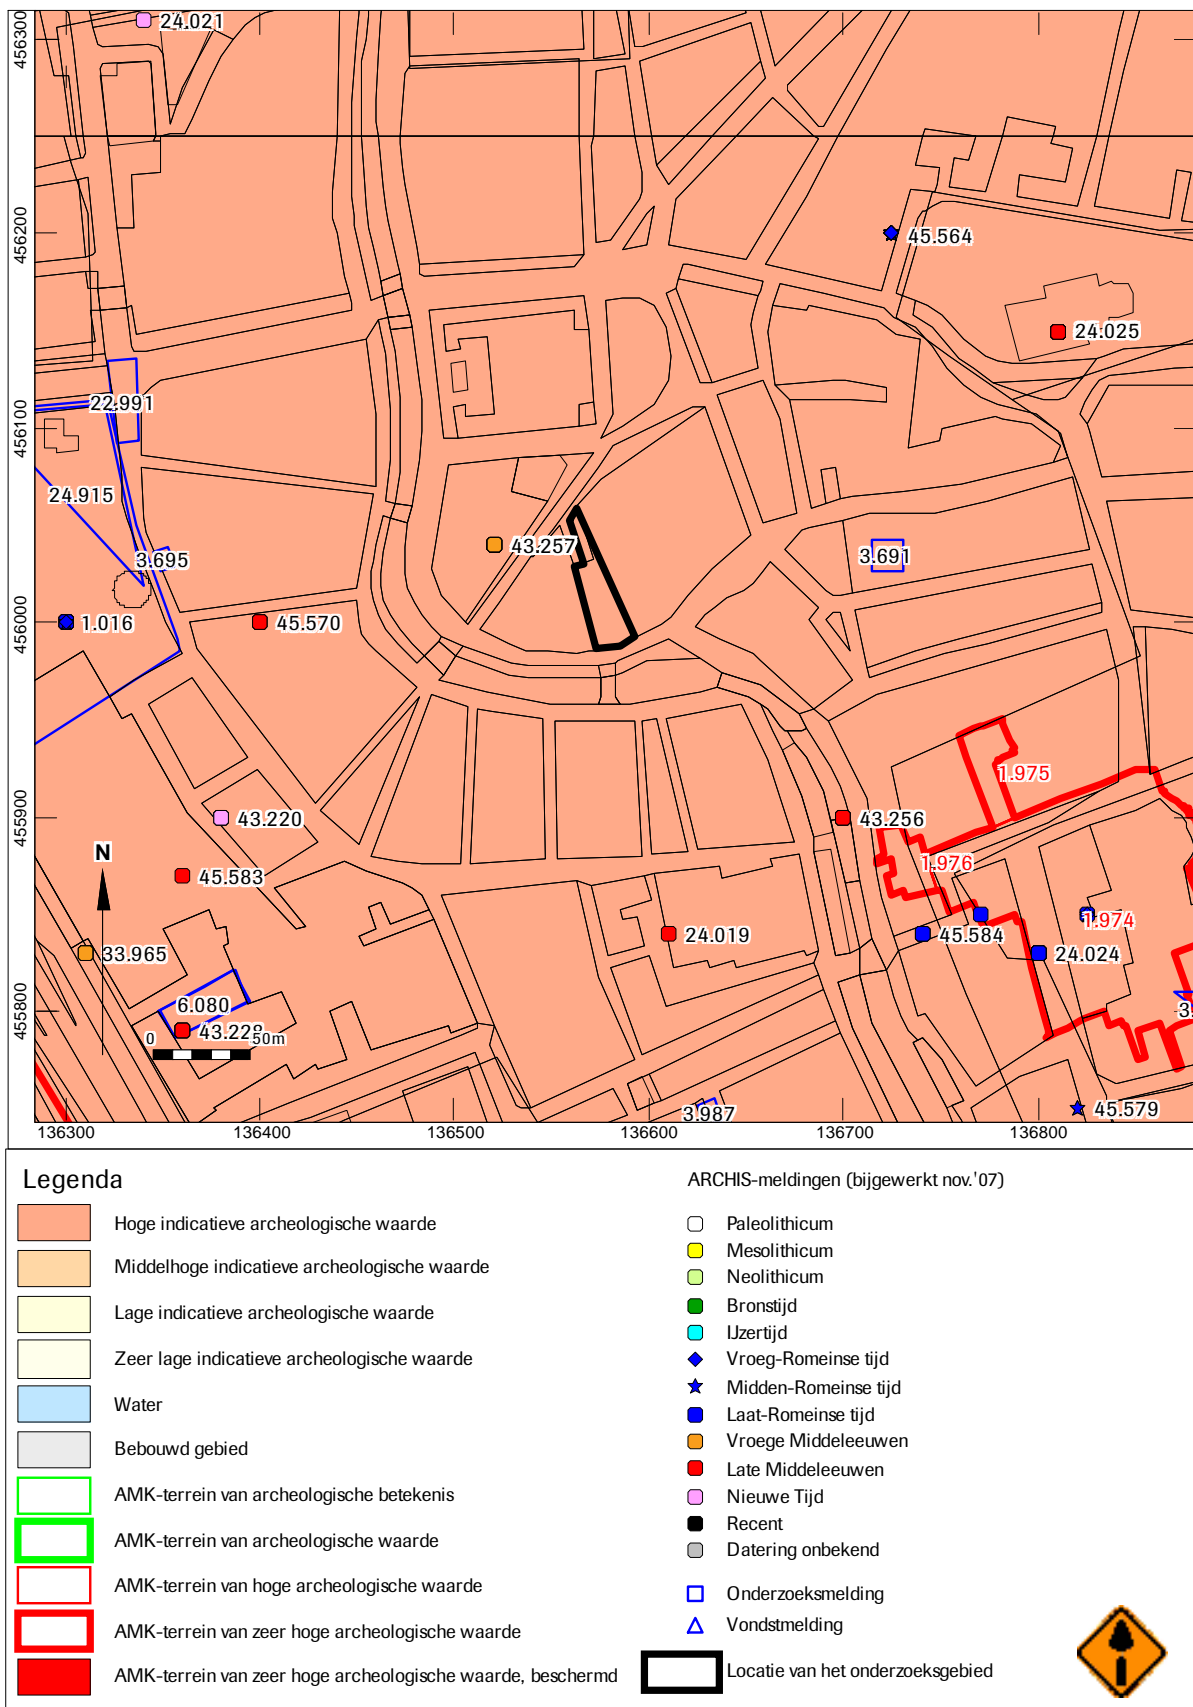 456300
24.021
456200
45.564
24.025
456100
22.991
24.915
43.257
3.695
3.691
456000
1.016
45.570
1.975
455900
43.220
43.256
N
1.976
45.583
1.974
24.019
45.584
33.965
24.024
6.080
455800
3.
43.228
0
50m
3.987
45.579
136300
136400
136500
136600
136700
136800
Legenda
Hoge indicatieve archeologische waarde
Middelhoge indicatieve archeologische waarde
Lage indicatieve archeologische waarde
Zeer lage indicatieve archeologische waarde
Water
Bebouwd gebied
AMK-terrein van archeologische betekenis
AMK-terrein van archeologische waarde
AMK-terrein van hoge archeologische waarde
AMK-terrein van zeer hoge archeologische waarde
AMK-terrein van zeer hoge archeologische waarde, beschermd
ARCHIS-meldingen (bijgewerkt nov.'07)
Paleolithicum
Mesolithicum
Neolithicum
Bronstijd
IJzertijd
Vroeg-Romeinse tijd
Midden-Romeinse tijd
Laat-Romeinse tijd
Vroege Middeleeuwen
Late Middeleeuwen
Nieuwe Tijd
Recent
Datering onbekend
Onderzoeksmelding
Vondstmelding
Locatie van het onderzoeksgebied